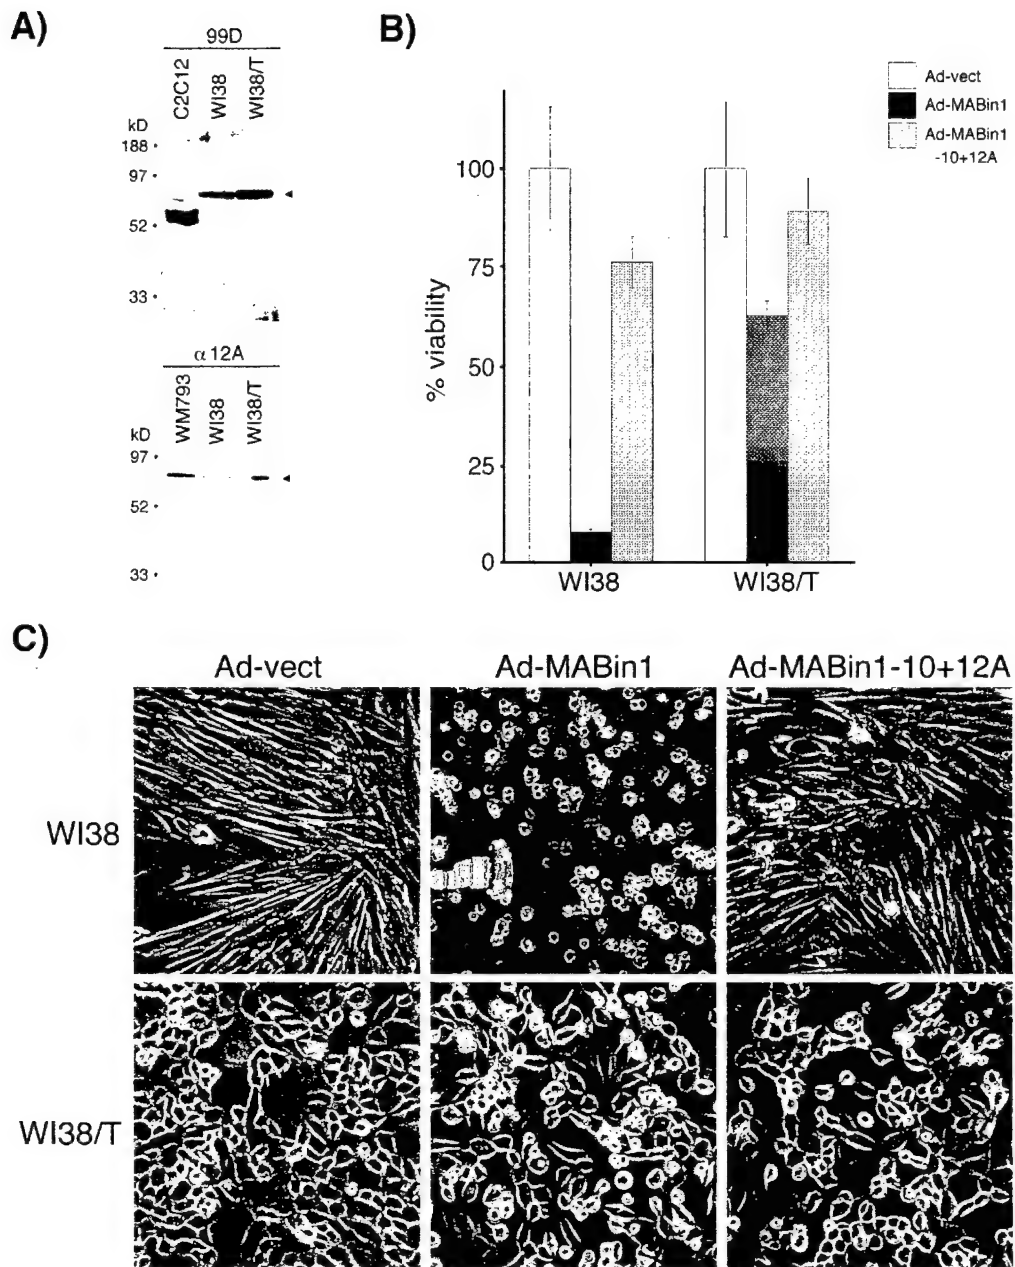 A)
99D
C2C12
WI38
WI38/T
kD
188
97
52
33
α12A
WM793
WI38
WI38/T
kD
97
52
33
B)
Ad-vect
Ad-MABin1
Ad-MABin1
-10+12A
% viability
100
75
50
25
0
WI38
WI38/T
C)
Ad-vect
Ad-MABin1
Ad-MABin1-10+12A
WI38
WI38/T